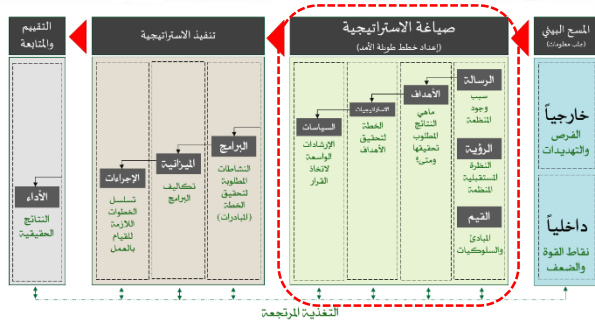 المسح البيئي
(جلب معلومات)
خارجياً
الفرص
والتهديدات
داخلياً
نقاط القوة
والضعف
صياغة الاستراتيجية
(إعداد خطط طويلة الأمد)
الرسالة
سبب
وجود
المنظمة
الرؤية
النظرة
المستقبلية
المنظمة
القيم
المبادئ
والسلوكيات
الأهداف
ماهي
النتائج
المطلوب
تحقيقها
ومتى؟
الاستراتيجيات
الخطة
لتحقيق
الأهداف
السياسات
الإرشادات
الواسعة
لاتخاذ
القرار
تنفيذ الاستراتيجية
البرامج
النشاطات
المطلوبة
لتحقيق
الخطة
(المبادرات)
الميزانية
تكاليف
البرامج
الإجراءات
تسلسل
الخطوات
اللازمة
للقيام
بالعمل
التقييم
والمتابعة
الأداء
النتائج
الحقيقية
التغذية المرتجعة